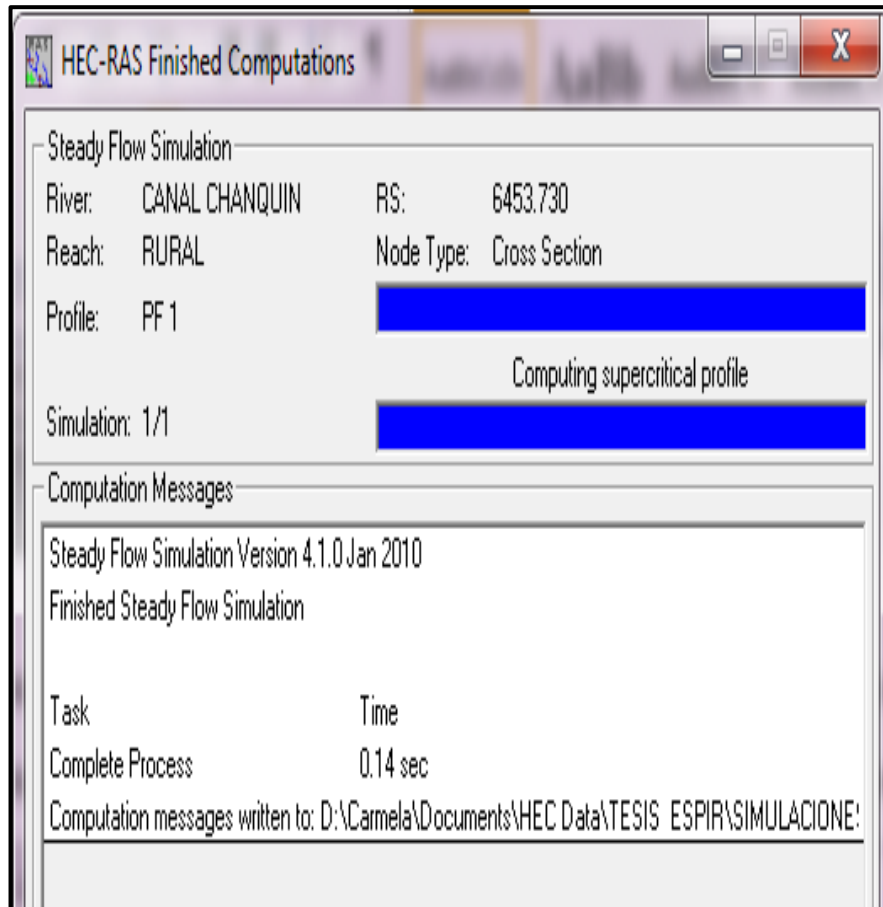 HEC-RAS Finished Computations
Steady Flow Simulation
River: CANAL CHANQUIN RS: 6453.730
Reach: RURAL Node Type: Cross Section
Profile: PF 1
Computing supercritical profile
Simulation: 1/1
Computation Messages
Steady Flow Simulation Version 4.1.0 Jan 2010
Finished Steady Flow Simulation
Task Time
Complete Process 0.14 sec
Computation messages written to: D:\Carmela\Documents\HEC Data\TESIS ESPIR\SIMULACIONE